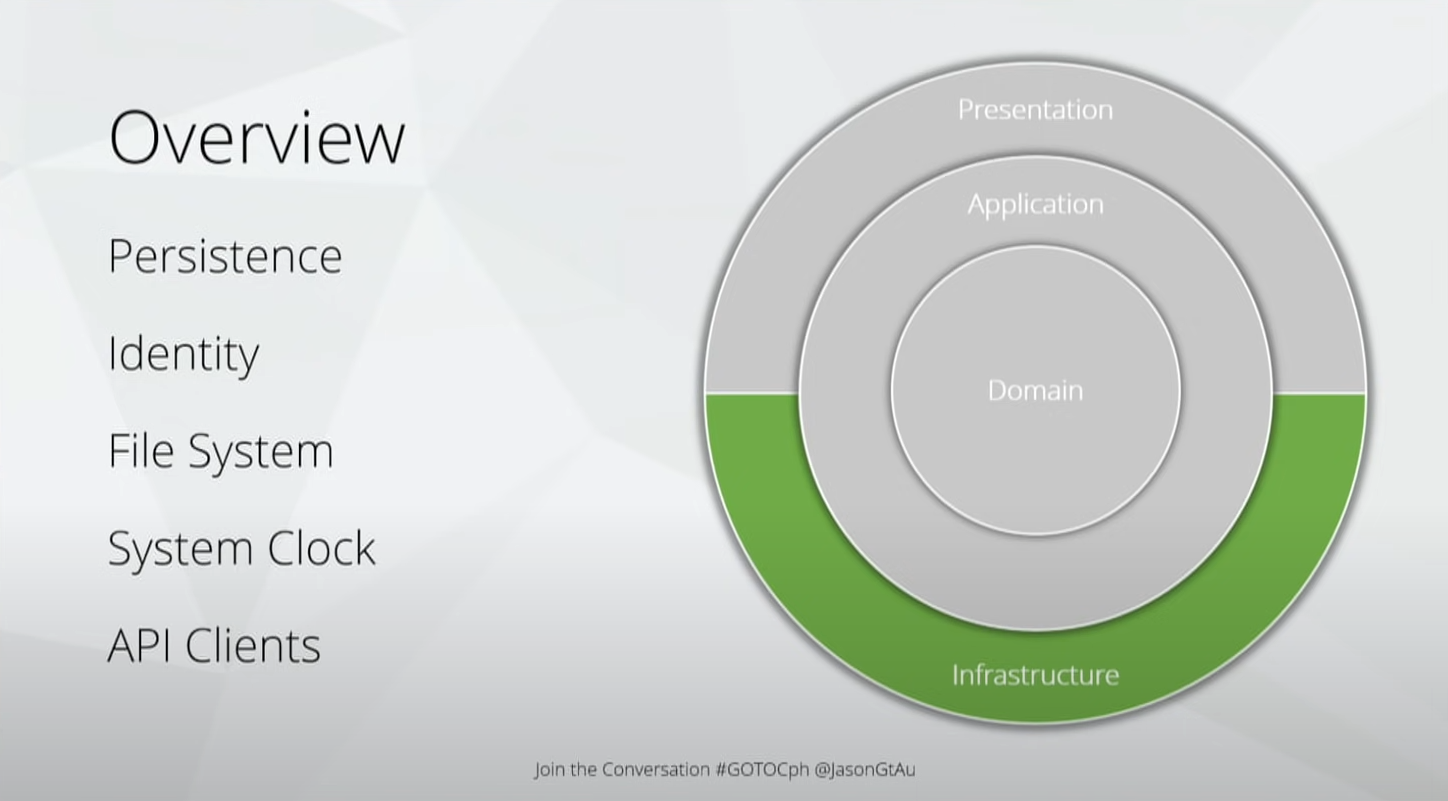 Overview
Persistence
Identity
File System
System Clock
API Clients
Presentation
Application
Domain
Infrastructure
Join the Conversation #GOTOCph @JasonGtAu